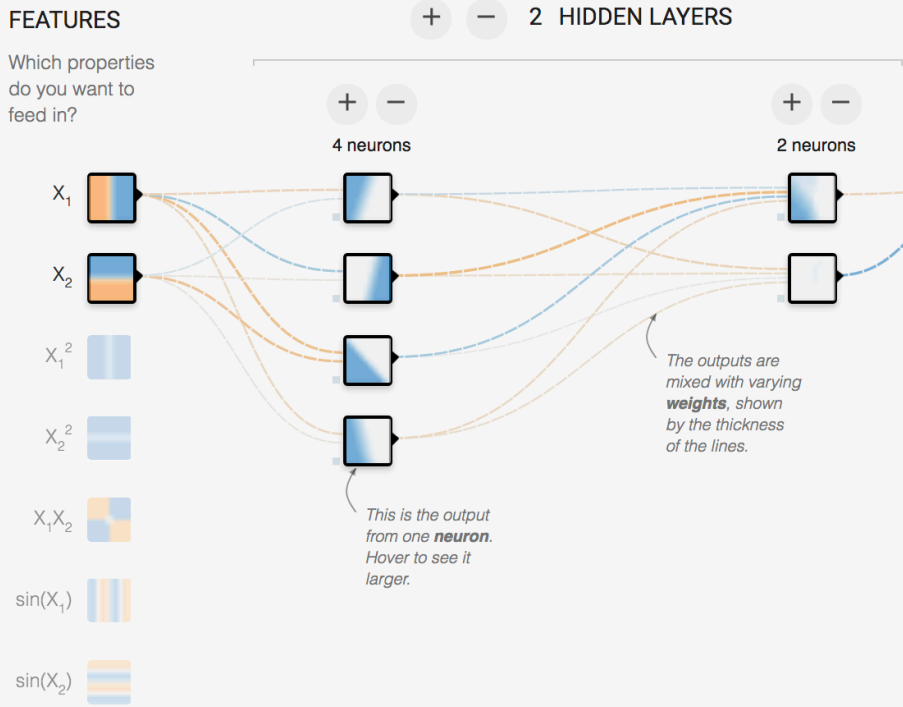 FEATURES
+ − 2 HIDDEN LAYERS
Which properties
do you want to
feed in?
+ − + −
4 neurons 2 neurons
X₁
X₂
X₁²
X₂²
X₁X₂
sin(X₁)
sin(X₂)
The outputs are
mixed with varying
weights, shown
by the thickness
of the lines.
This is the output
from one neuron.
Hover to see it
larger.